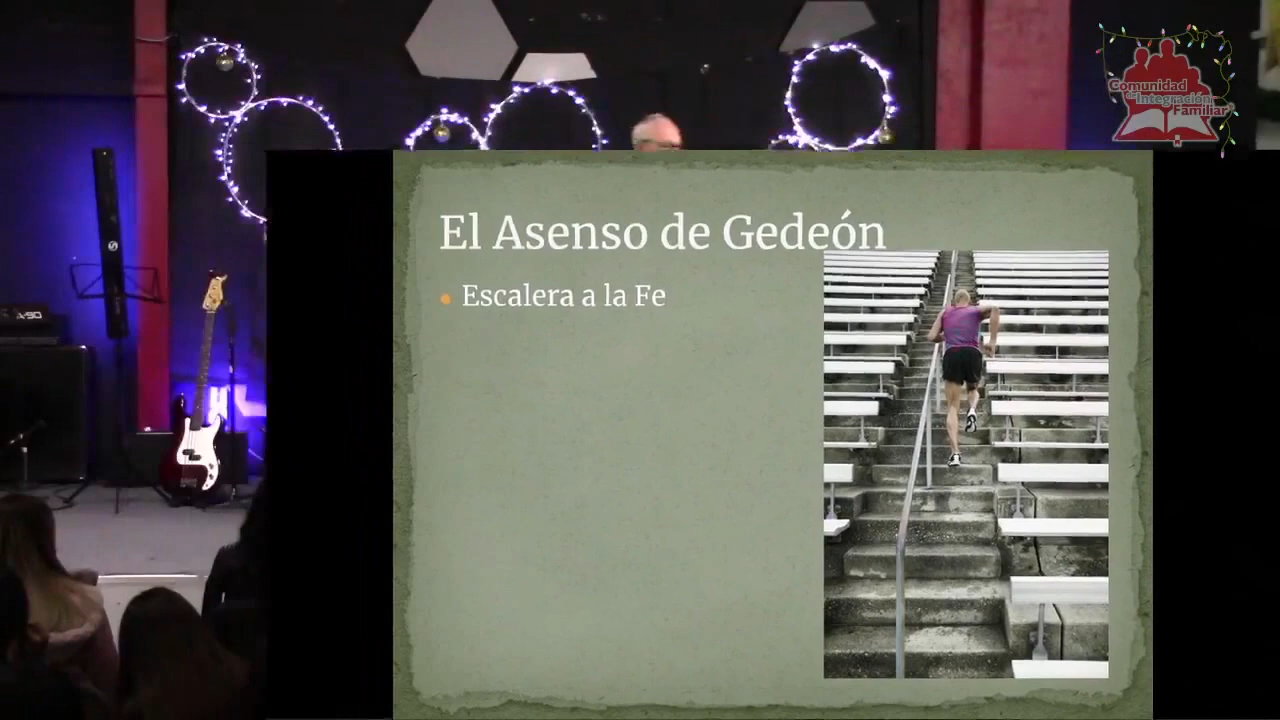 Comunidad
de Integración
Familiar
El Asenso de Gedeón
Escalera a la Fe